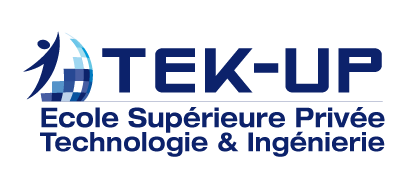 TEK-UP
Ecole Supérieure Privée
Technologie & Ingénierie